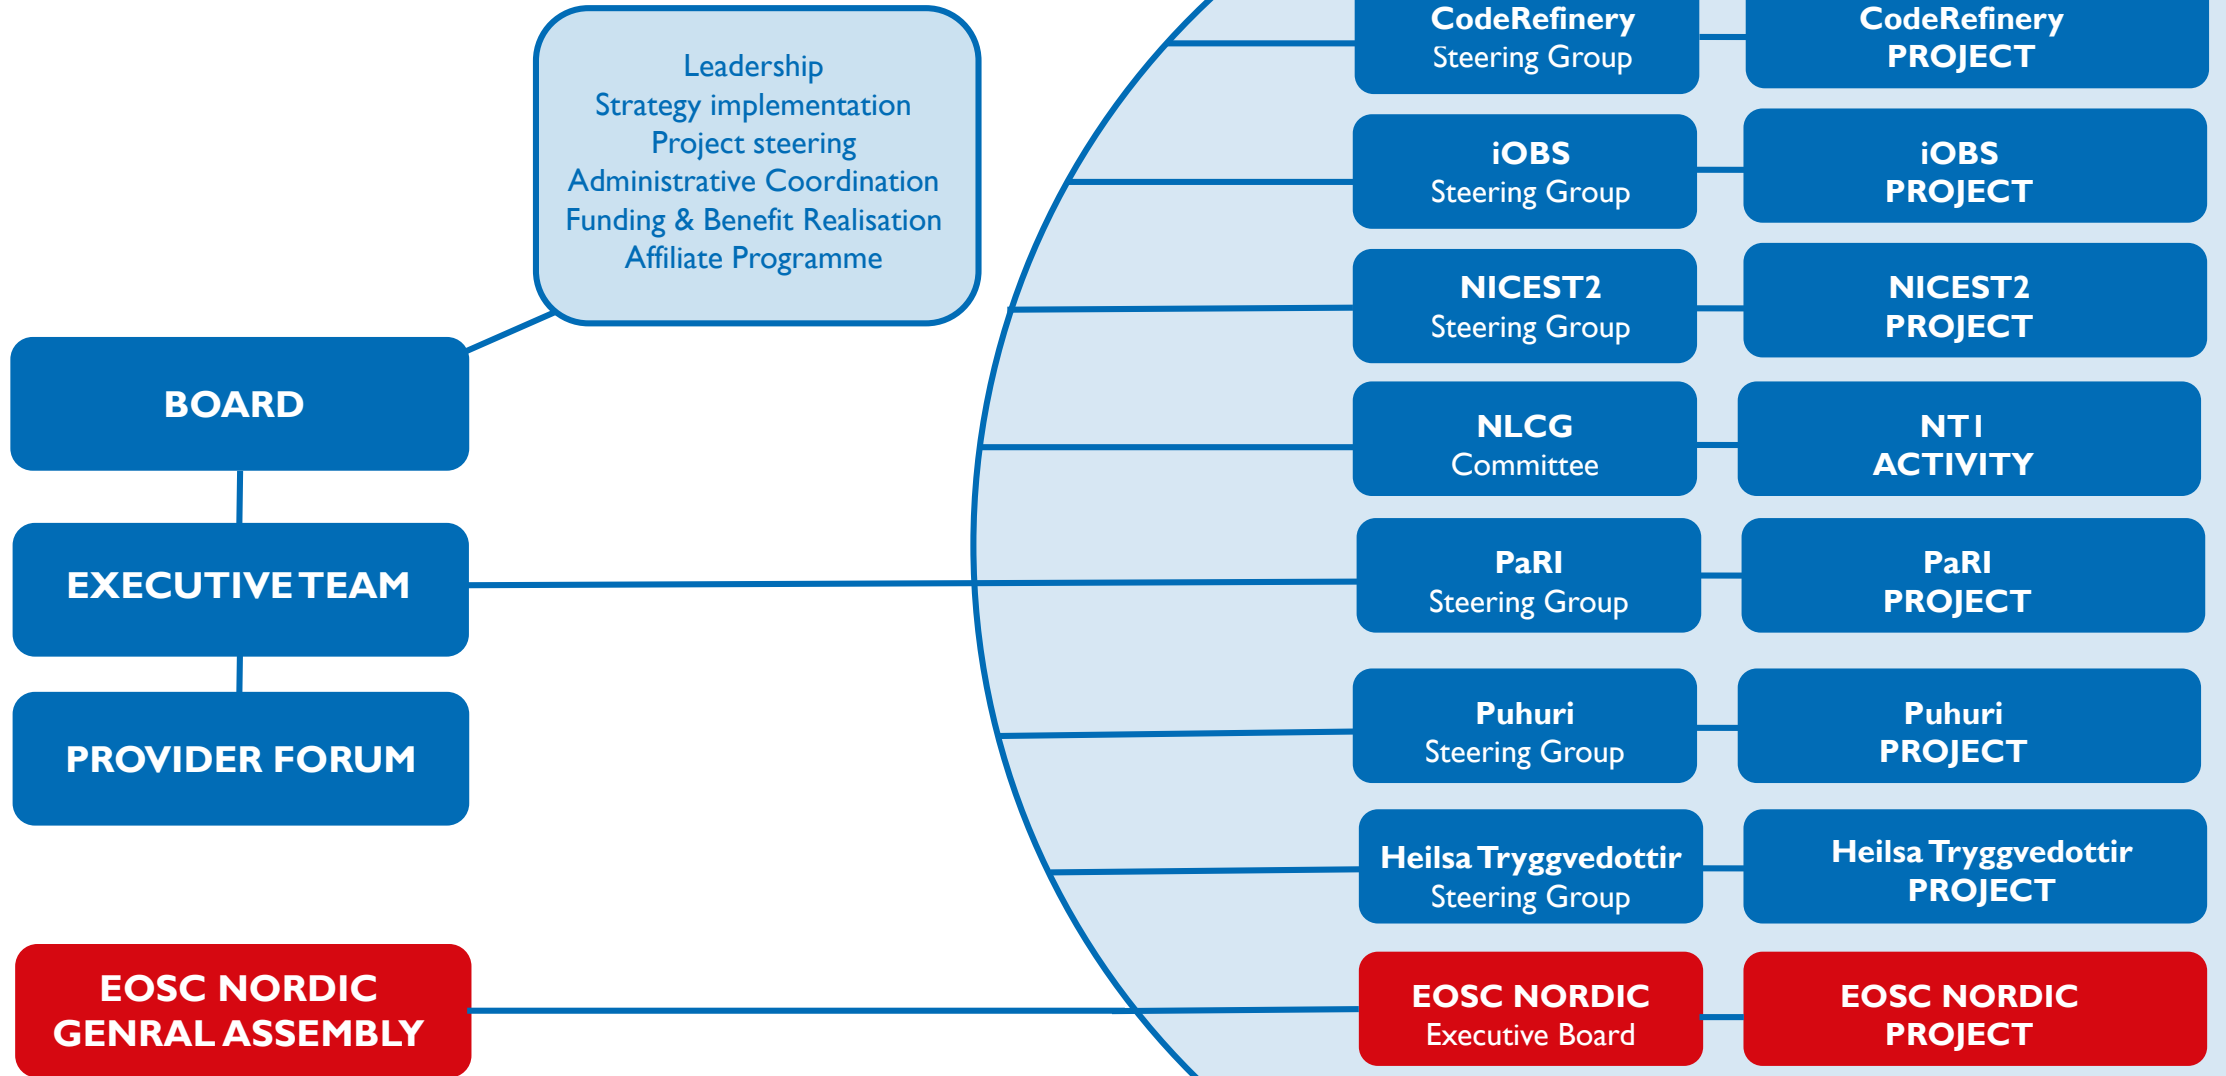 Leadership
Strategy implementation
Project steering
Administrative Coordination
Funding & Benefit Realisation
Affiliate Programme
BOARD
EXECUTIVE TEAM
PROVIDER FORUM
EOSC NORDIC
GENRAL ASSEMBLY
CodeRefinery
Steering Group
CodeRefinery
PROJECT
iOBS
Steering Group
iOBS
PROJECT
NICEST2
Steering Group
NICEST2
PROJECT
NLCG
Committee
NT1
ACTIVITY
PaRI
Steering Group
PaRI
PROJECT
Puhuri
Steering Group
Puhuri
PROJECT
Heilsa Tryggvedottir
Steering Group
Heilsa Tryggvedottir
PROJECT
EOSC NORDIC
Executive Board
EOSC NORDIC
PROJECT